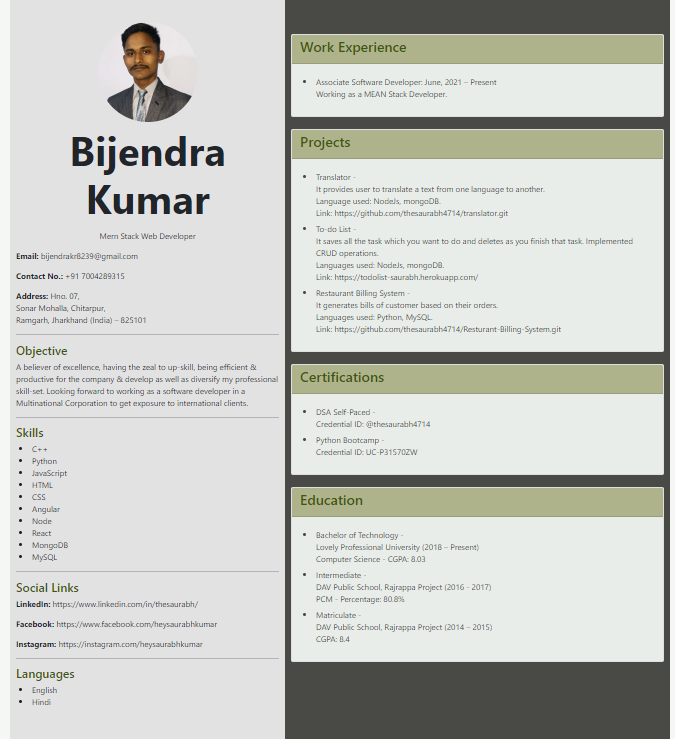 Bijendra
Kumar
Mern Stack Web Developer
Email: bijendrakr8239@gmail.com
Contact No.: +91 7004289315
Address: Hno. 07,
Sonar Mohalla, Chitarpur,
Ramgarh, Jharkhand (India) – 825101
Objective
A believer of excellence, having the zeal to up-skill, being efficient &
productive for the company & develop as well as diversify my professional
skill-set. Looking forward to working as a software developer in a
Multinational Corporation to get exposure to international clients.
Skills
C++
Python
JavaScript
HTML
CSS
Angular
Node
React
MongoDB
MySQL
Social Links
LinkedIn: https://www.linkedin.com/in/thesaurabh/
Facebook: https://www.facebook.com/heysaurabhkumar
Instagram: https://instagram.com/heysaurabhkumar
Languages
English
Hindi
Work Experience
Associate Software Developer: June, 2021 – Present
Working as a MEAN Stack Developer.
Projects
Translator -
It provides user to translate a text from one language to another.
Language used: NodeJs, mongoDB.
Link: https://github.com/thesaurabh4714/translator.git
To-do List -
It saves all the task which you want to do and deletes as you finish that task. Implemented
CRUD operations.
Languages used: NodeJs, mongoDB.
Link: https://todolist-saurabh.herokuapp.com/
Restaurant Billing System -
It generates bills of customer based on their orders.
Languages used: Python, MySQL.
Link: https://github.com/thesaurabh4714/Resturant-Billing-System.git
Certifications
DSA Self-Paced -
Credential ID: @thesaurabh4714
Python Bootcamp -
Credential ID: UC-P31570ZW
Education
Bachelor of Technology -
Lovely Professional University (2018 – Present)
Computer Science - CGPA: 8.03
Intermediate -
DAV Public School, Rajrappa Project (2016 - 2017)
PCM - Percentage: 80.8%
Matriculate -
DAV Public School, Rajrappa Project (2014 – 2015)
CGPA: 8.4